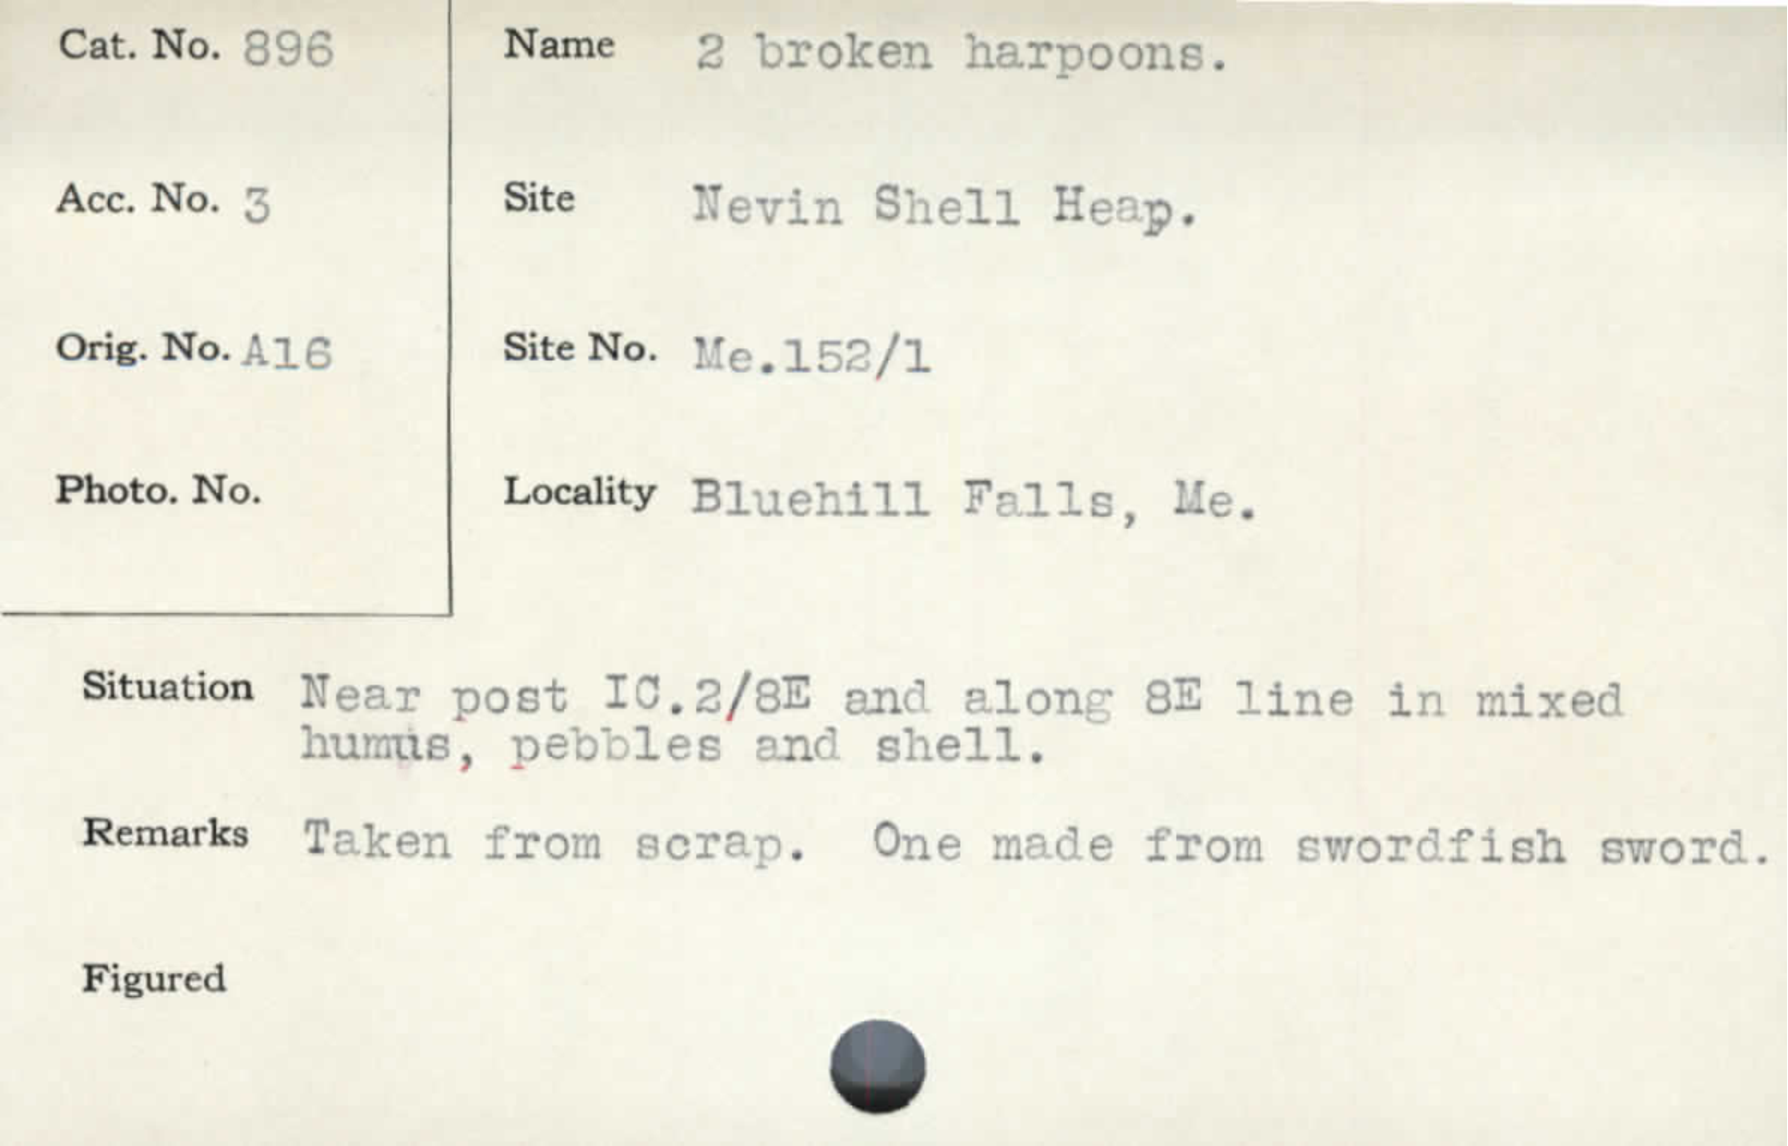 Cat. No. 896
Name 2 broken harpoons.
Acc. No. 3
Site Nevin Shell Heap.
Orig. No. A16
Site No. Me.152/1
Photo. No.
Locality Bluehill Falls, Me.
Situation Near post IC.2/8E and along 8E line in mixed
humus, pebbles and shell.
Remarks Taken from scrap. One made from swordfish sword.
Figured